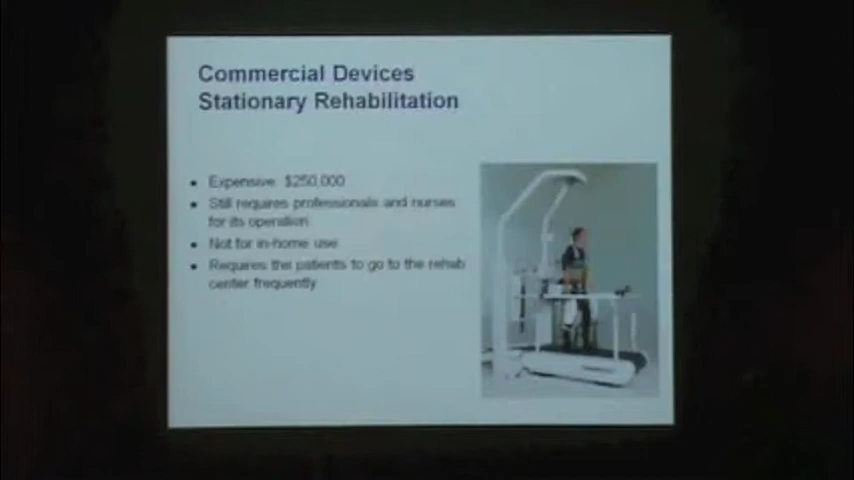 Commercial Devices
Stationary Rehabilitation
• Expensive: $250,000
• Still requires professionals and nurses
for its operation
• Not for in-home use
• Requires the patients to go to the rehab
center frequently